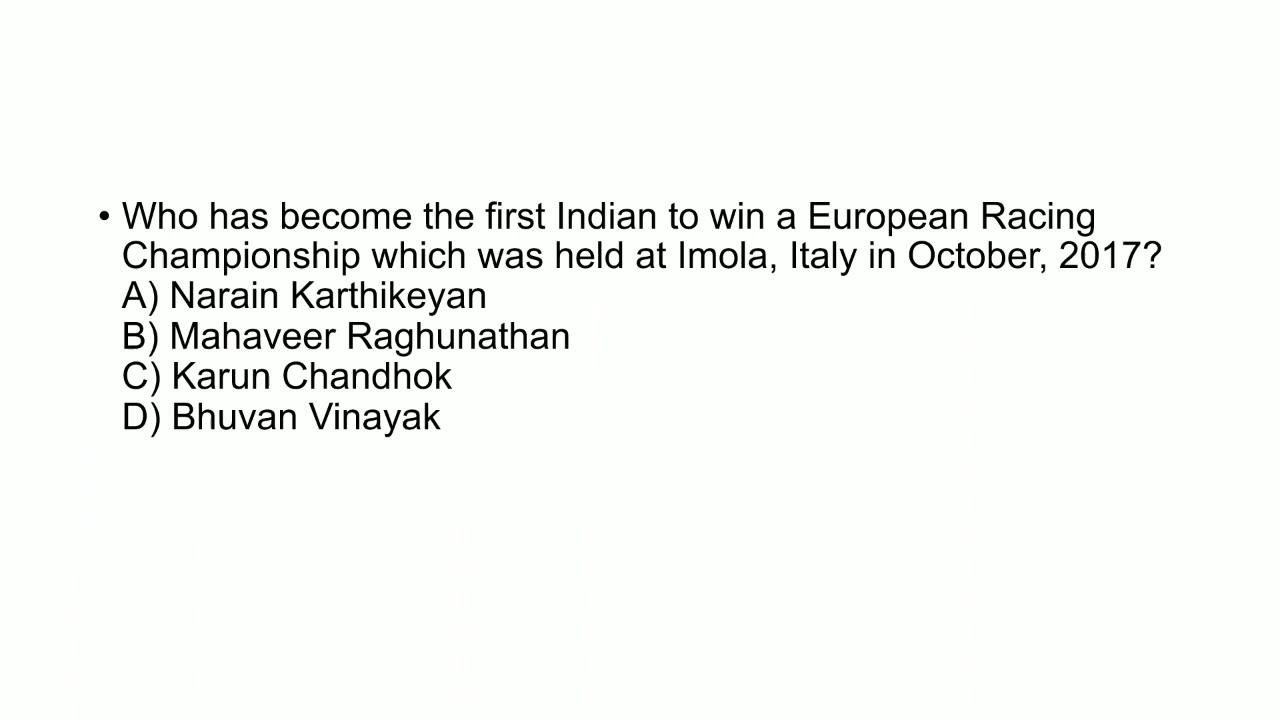 • Who has become the first Indian to win a European Racing
Championship which was held at Imola, Italy in October, 2017?
A) Narain Karthikeyan
B) Mahaveer Raghunathan
C) Karun Chandhok
D) Bhuvan Vinayak